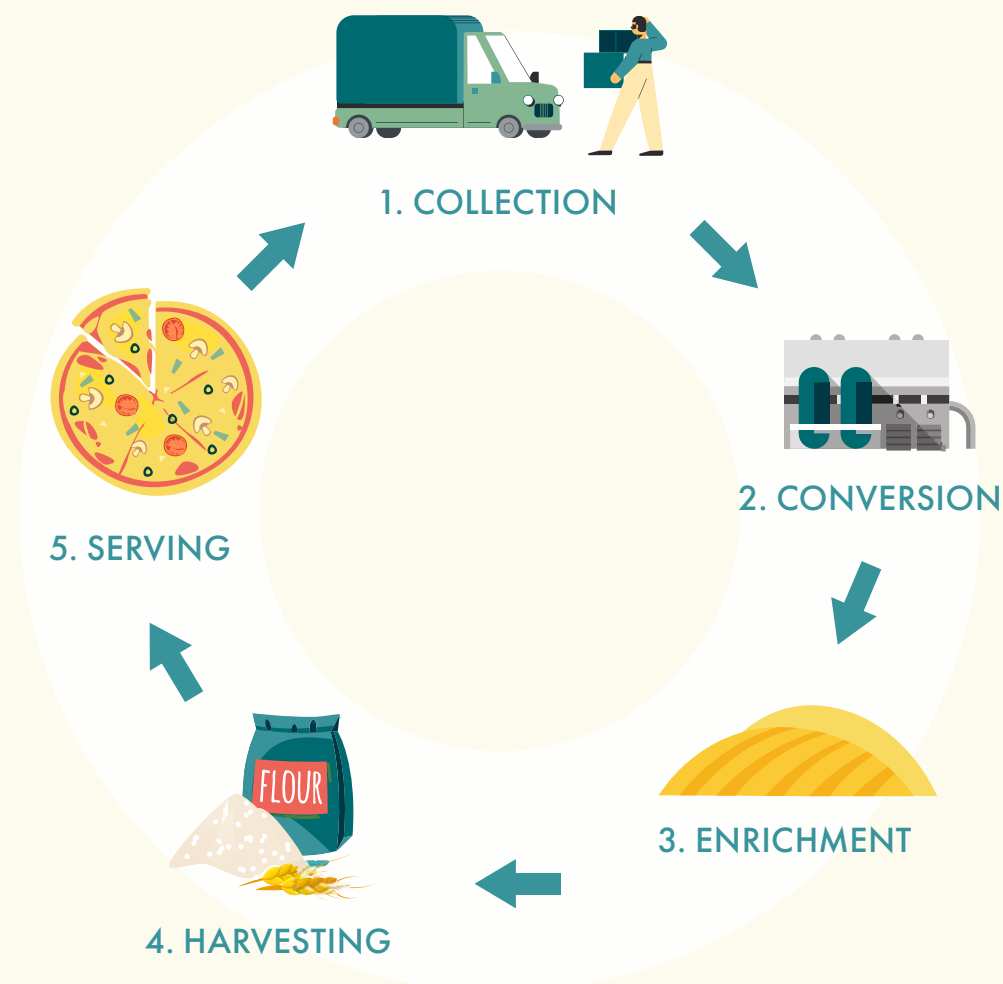 1. COLLECTION
2. CONVERSION
3. ENRICHMENT
FLOUR
4. HARVESTING
5. SERVING